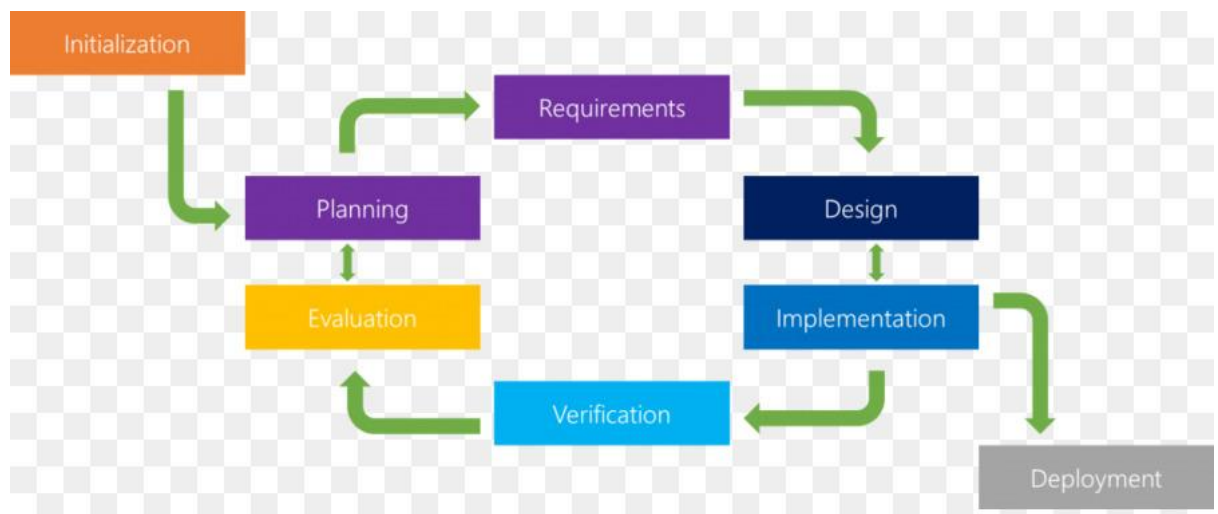 Initialization
Requirements
Planning
Design
Evaluation
Implementation
Verification
Deployment